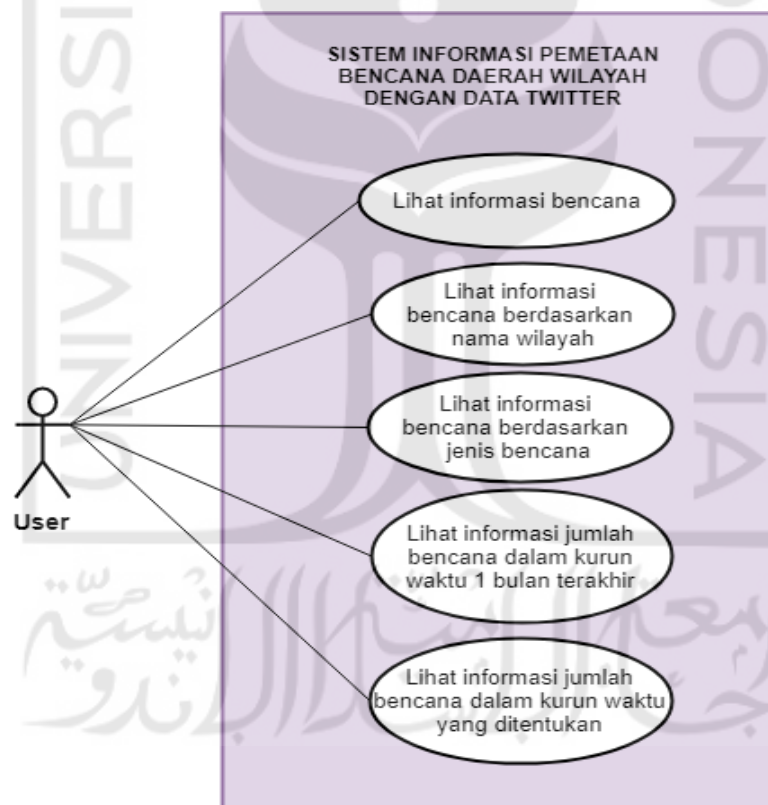 SISTEM INFORMASI PEMETAAN
BENCANA DAERAH WILAYAH
DENGAN DATA TWITTER
Lihat informasi bencana
Lihat informasi
bencana berdasarkan
nama wilayah
Lihat informasi
bencana berdasarkan
jenis bencana
Lihat informasi jumlah
bencana dalam kurun
waktu 1 bulan terakhir
Lihat informasi jumlah
bencana dalam kurun waktu
yang ditentukan
User
UNIVERSI
ONESIA